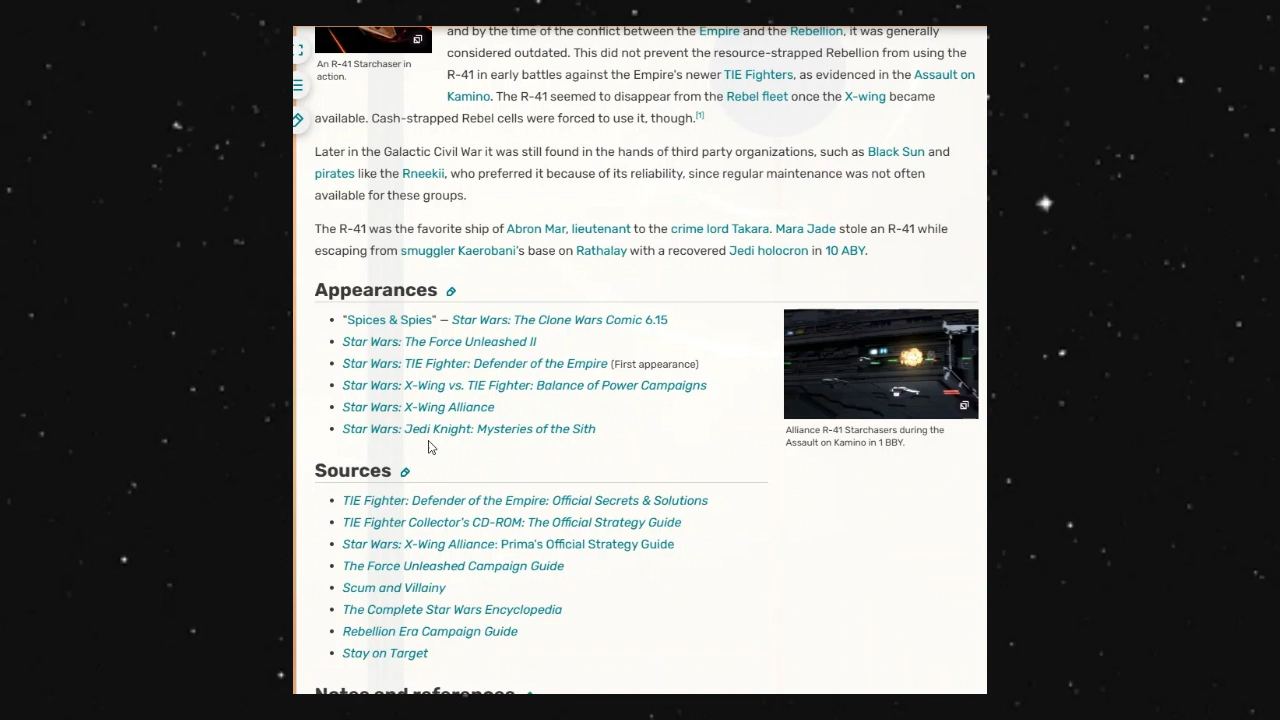 and by the time of the conflict between the Empire and the Rebellion, it was generally
considered outdated. This did not prevent the resource-strapped Rebellion from using the
An R-41 Starchaser in
action.
R-41 in early battles against the Empire's newer TIE Fighters, as evidenced in the Assault on
Kamino. The R-41 seemed to disappear from the Rebel fleet once the X-wing became
available. Cash-strapped Rebel cells were forced to use it, though.[1]
Later in the Galactic Civil War it was still found in the hands of third party organizations, such as Black Sun and
pirates like the Rneekii, who preferred it because of its reliability, since regular maintenance was not often
available for these groups.
The R-41 was the favorite ship of Abron Mar, lieutenant to the crime lord Takara. Mara Jade stole an R-41 while
escaping from smuggler Kaerobani's base on Rathalay with a recovered Jedi holocron in 10 ABY.
Appearances
• "Spices & Spies" – Star Wars: The Clone Wars Comic 6.15
• Star Wars: The Force Unleashed II
• Star Wars: TIE Fighter: Defender of the Empire (First appearance)
• Star Wars: X-Wing vs. TIE Fighter: Balance of Power Campaigns
• Star Wars: X-Wing Alliance
• Star Wars: Jedi Knight: Mysteries of the Sith
Alliance R-41 Starchasers during the
Assault on Kamino in 1 BBY.
Sources
• TIE Fighter: Defender of the Empire: Official Secrets & Solutions
• TIE Fighter Collector's CD-ROM: The Official Strategy Guide
• Star Wars: X-Wing Alliance: Prima's Official Strategy Guide
• The Force Unleashed Campaign Guide
• Scum and Villainy
• The Complete Star Wars Encyclopedia
• Rebellion Era Campaign Guide
• Stay on Target
Notes and references